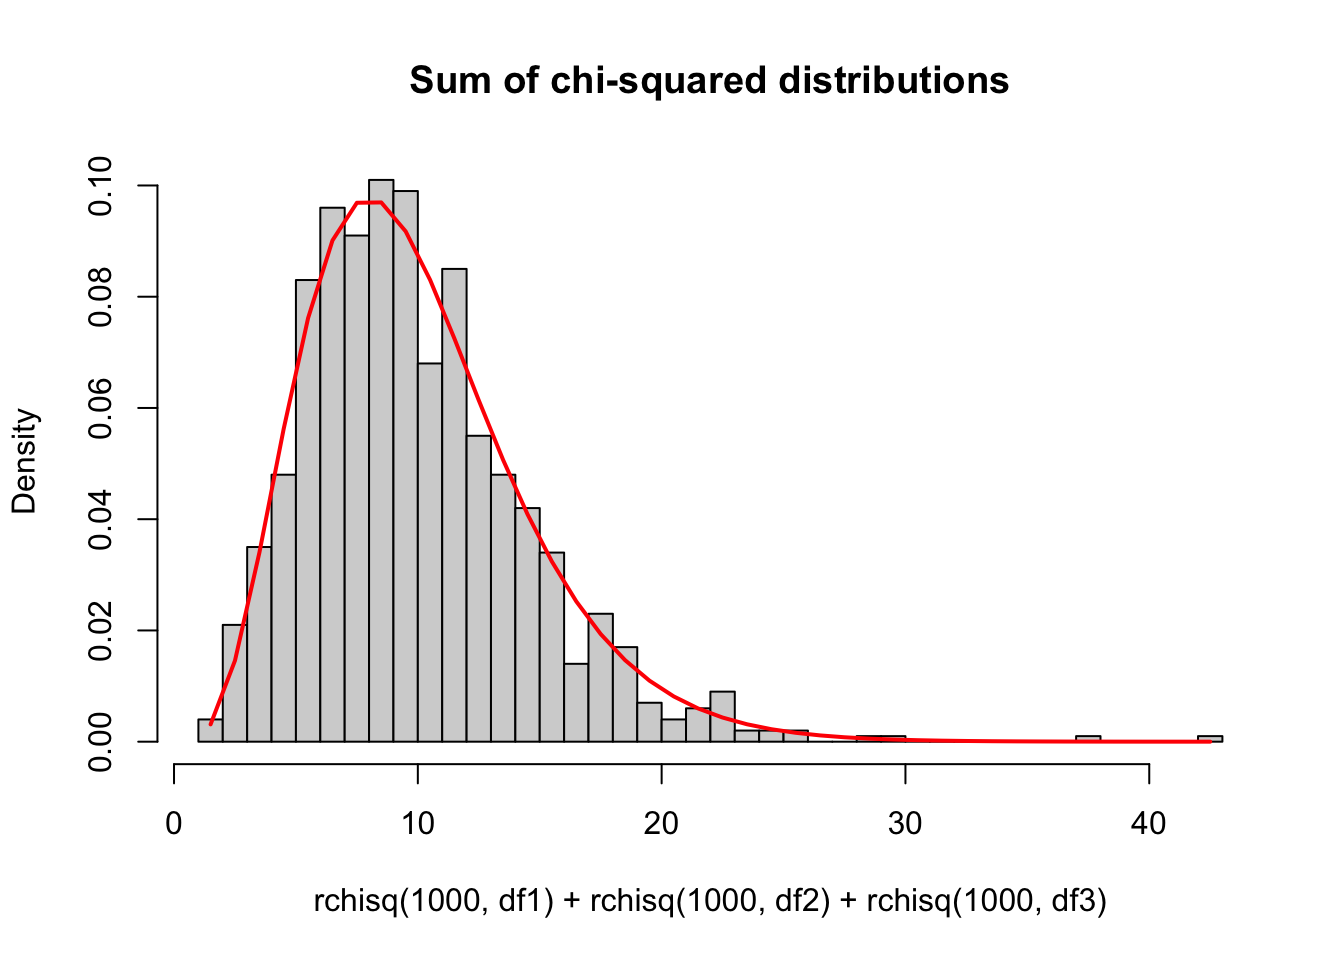 Sum of chi-squared distributions
Density
0.00
0.02
0.04
0.06
0.08
0.10
0 10 20 30 40
rchisq(1000, df1) + rchisq(1000, df2) + rchisq(1000, df3)